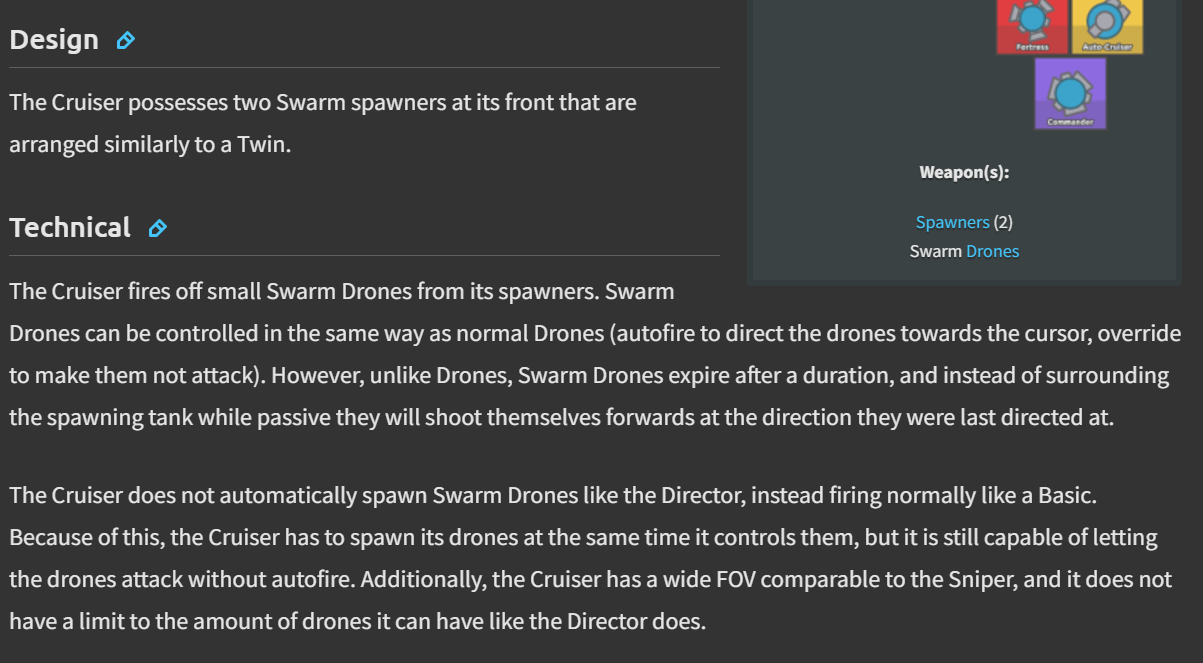 Design
The Cruiser possesses two Swarm spawners at its front that are
arranged similarly to a Twin.
Technical
The Cruiser fires off small Swarm Drones from its spawners. Swarm
Drones can be controlled in the same way as normal Drones (autofire to direct the drones towards the cursor, override
to make them not attack). However, unlike Drones, Swarm Drones expire after a duration, and instead of surrounding
the spawning tank while passive they will shoot themselves forwards at the direction they were last directed at.
The Cruiser does not automatically spawn Swarm Drones like the Director, instead firing normally like a Basic.
Because of this, the Cruiser has to spawn its drones at the same time it controls them, but it is still capable of letting
the drones attack without autofire. Additionally, the Cruiser has a wide FOV comparable to the Sniper, and it does not
have a limit to the amount of drones it can have like the Director does.
Fortress
Auto-Cruiser
Commander
Weapon(s):
Spawners (2)
Swarm Drones